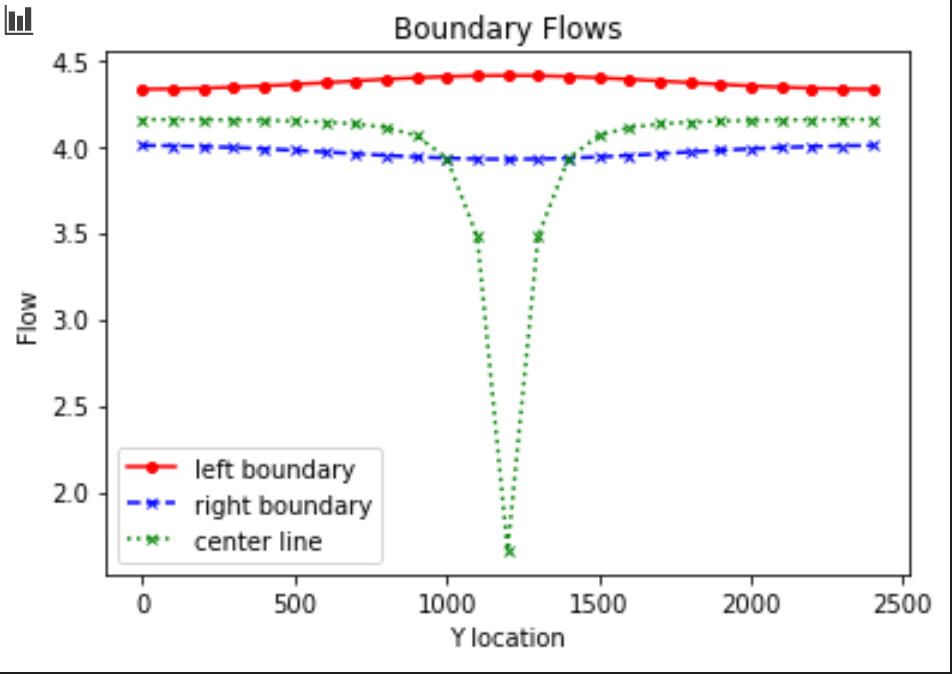 Boundary Flows
4.5
4.0
3.5
3.0
2.5
2.0
Flow
left boundary
right boundary
center line
0 500 1000 1500 2000 2500
Y location